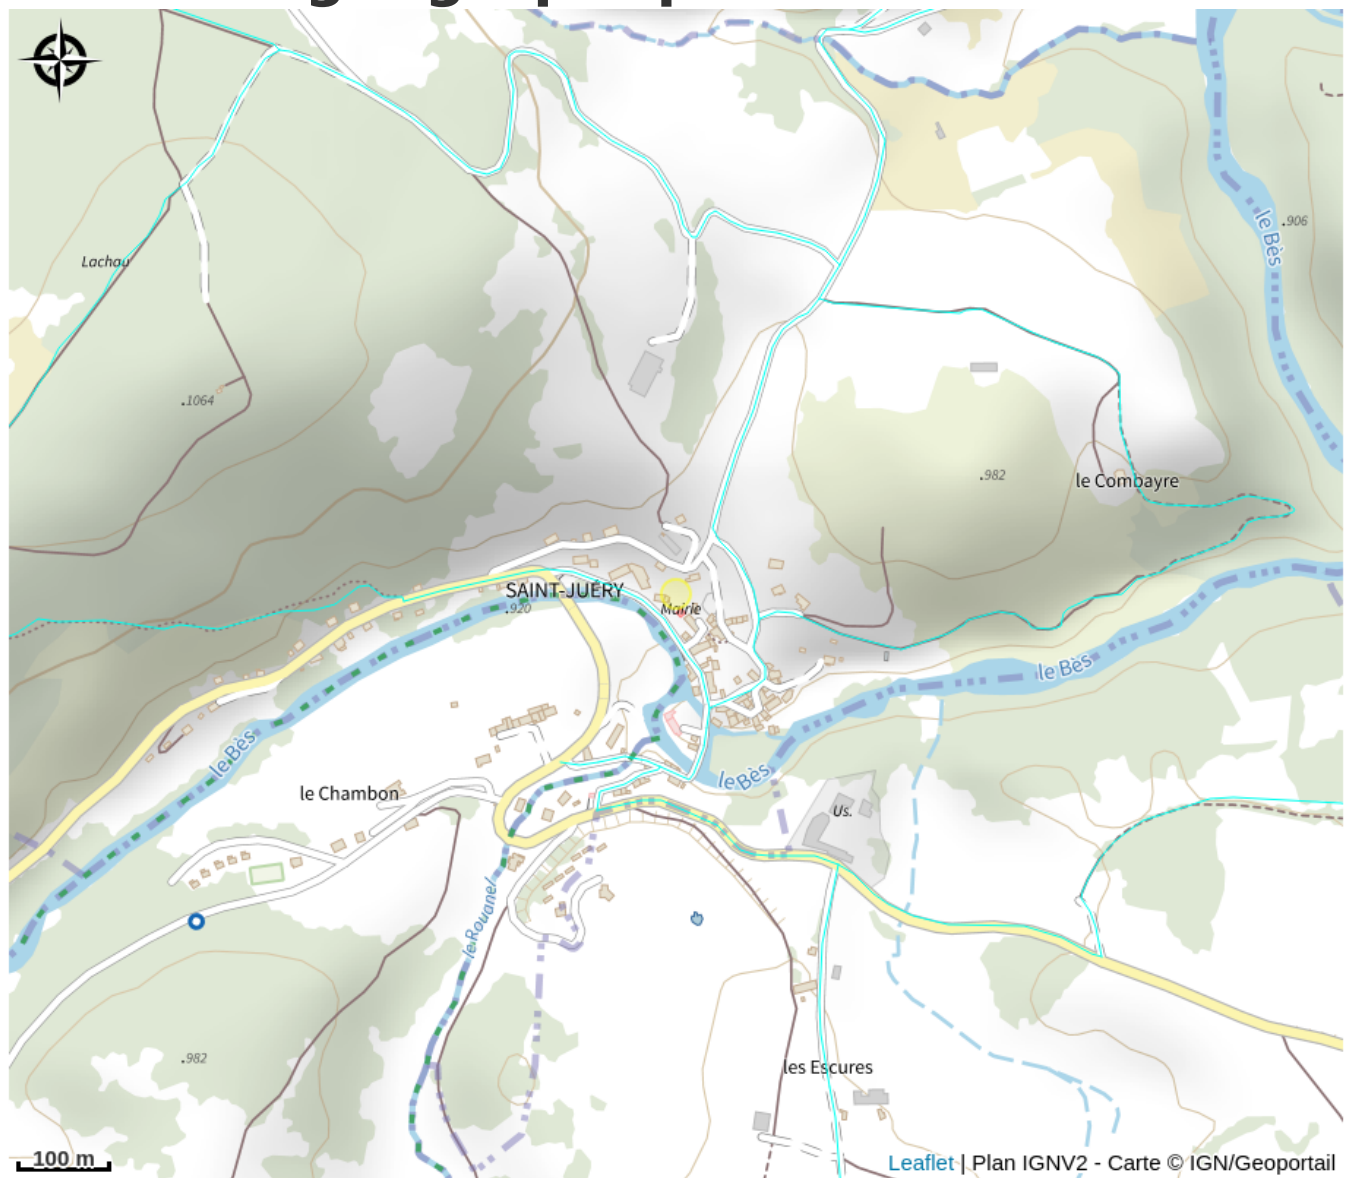 le Bès
.906
Lachau
.1064
.982
le Combayre
SAINT-JUÉRY
.920
Mairie
le Bès
le Bès
le Bès
le Chambon
Us.
le Rouanel
.982
les Escures
100 m
Leaflet | Plan IGNV2 - Carte © IGN/Geoportail